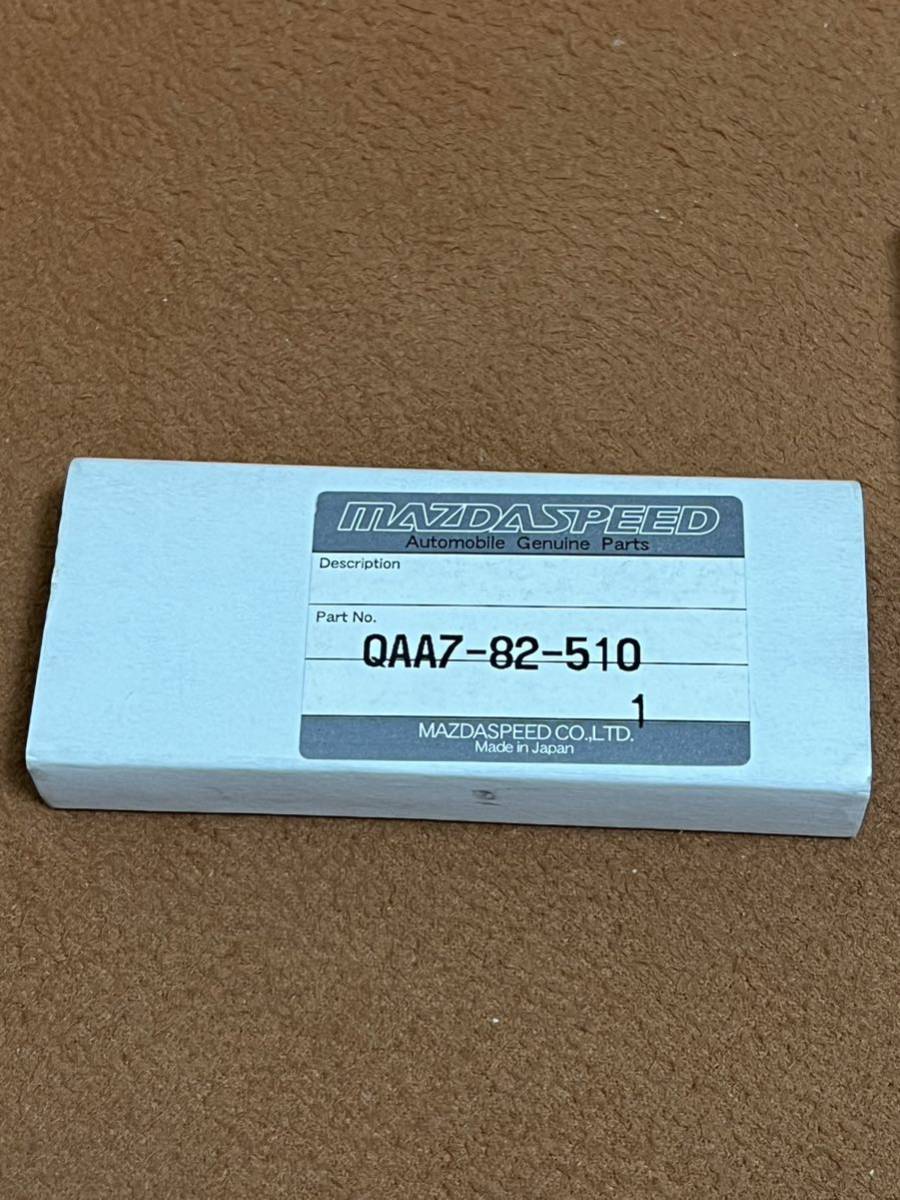 MAZDASPEED
Automobile Genuine Parts
Description
Part No.
QAA7-82-510
1
MAZDASPEED CO.,LTD.
Made in Japan